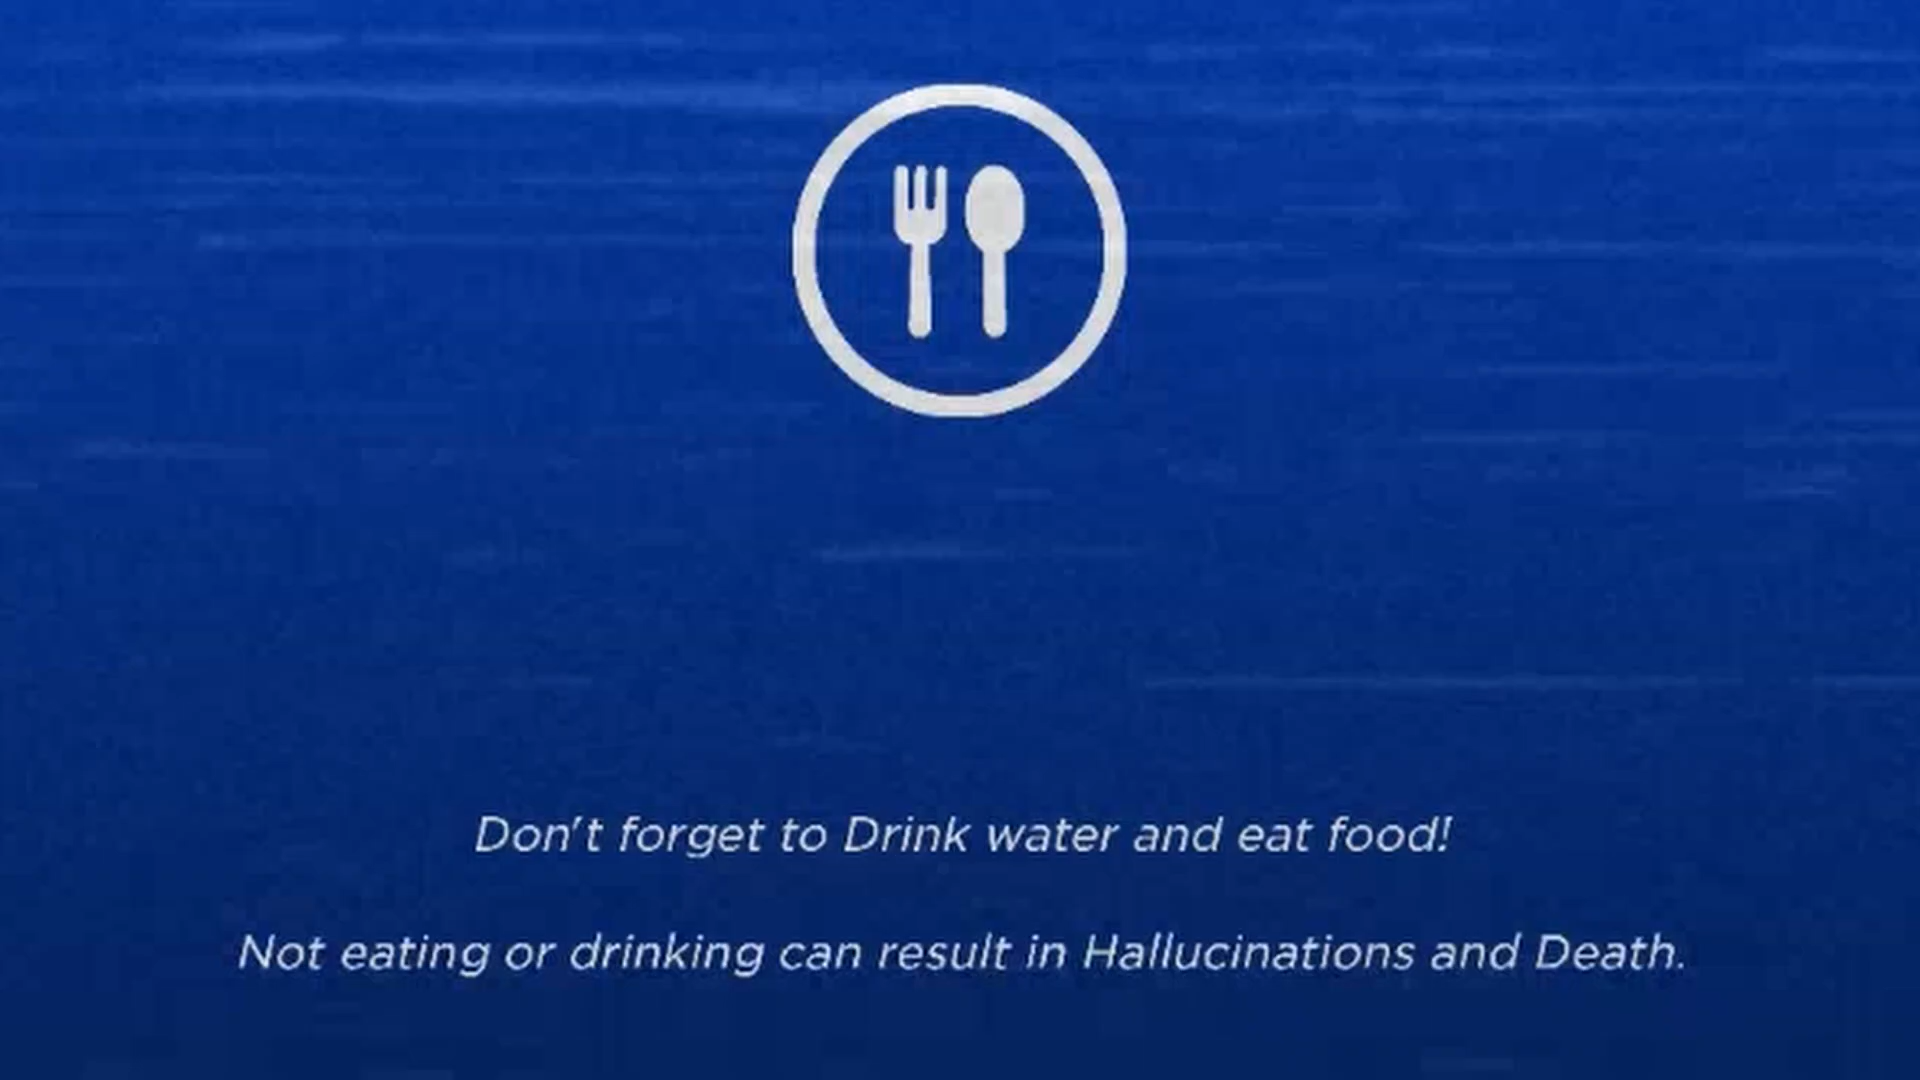 Don't forget to Drink water and eat food!
Not eating or drinking can result in Hallucinations and Death.